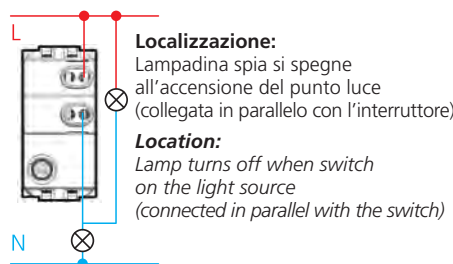 L
Localizzazione:
Lampadina spia si spegne
all'accensione del punto luce
(collegata in parallelo con l'interruttore)
Location:
Lamp turns off when switch
on the light source
(connected in parallel with the switch)
N